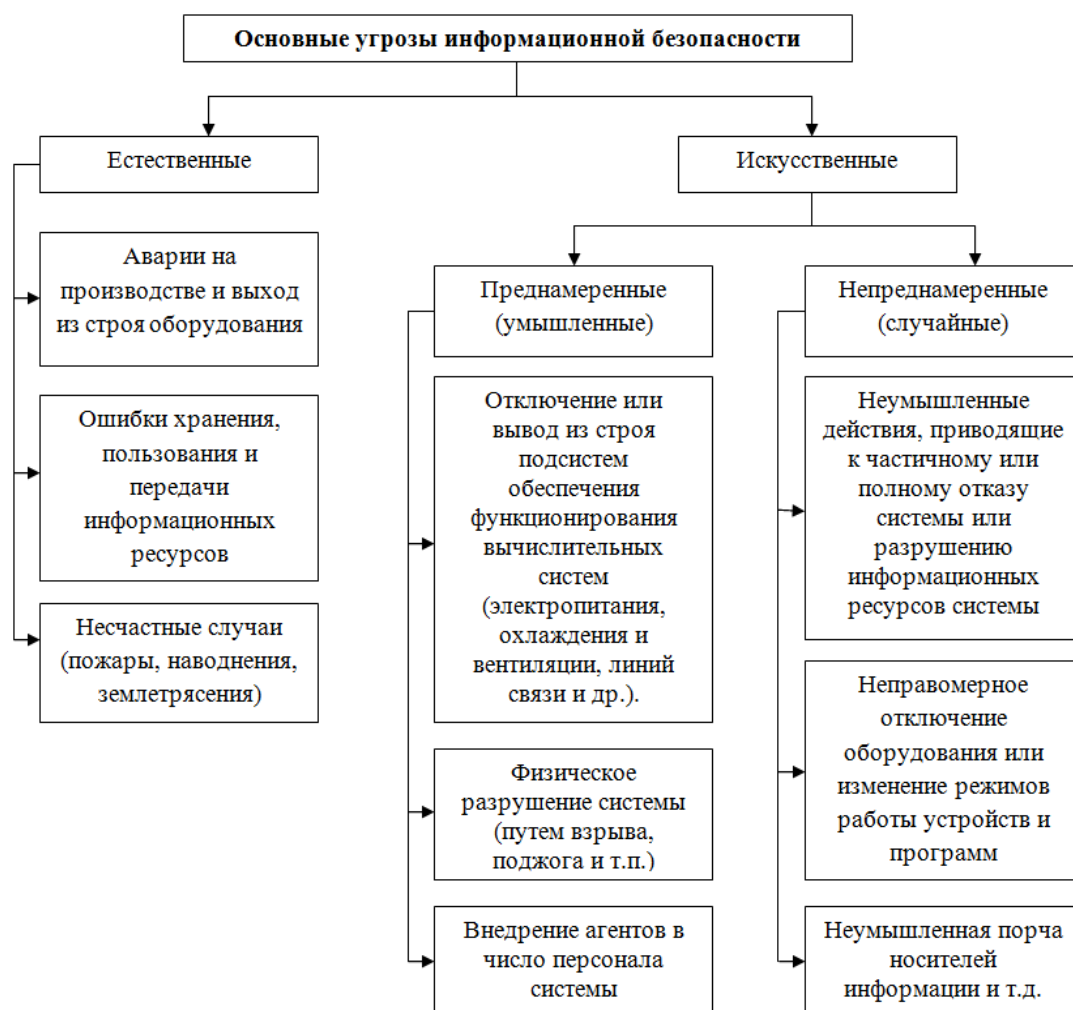 Основные угрозы информационной безопасности
Естественные
Искусственные
Аварии на
производстве и выход
из строя оборудования
Ошибки хранения,
пользования и
передачи
информационных
ресурсов
Несчастные случаи
(пожары, наводнения,
землетрясения)
Преднамеренные
(умышленные)
Отключение или
вывод из строя
подсистем
обеспечения
функционирования
вычислительных
систем
(электропитания,
охлаждения и
вентиляции, линий
связи и др.).
Физическое
разрушение системы
(путем взрыва,
поджога и т.п.)
Внедрение агентов в
число персонала
системы
Непреднамеренные
(случайные)
Неумышленные
действия, приводящие
к частичному или
полному отказу
системы или
разрушению
информационных
ресурсов системы
Неправомерное
отключение
оборудования или
изменение режимов
работы устройств и
программ
Неумышленная порча
носителей
информации и т.д.